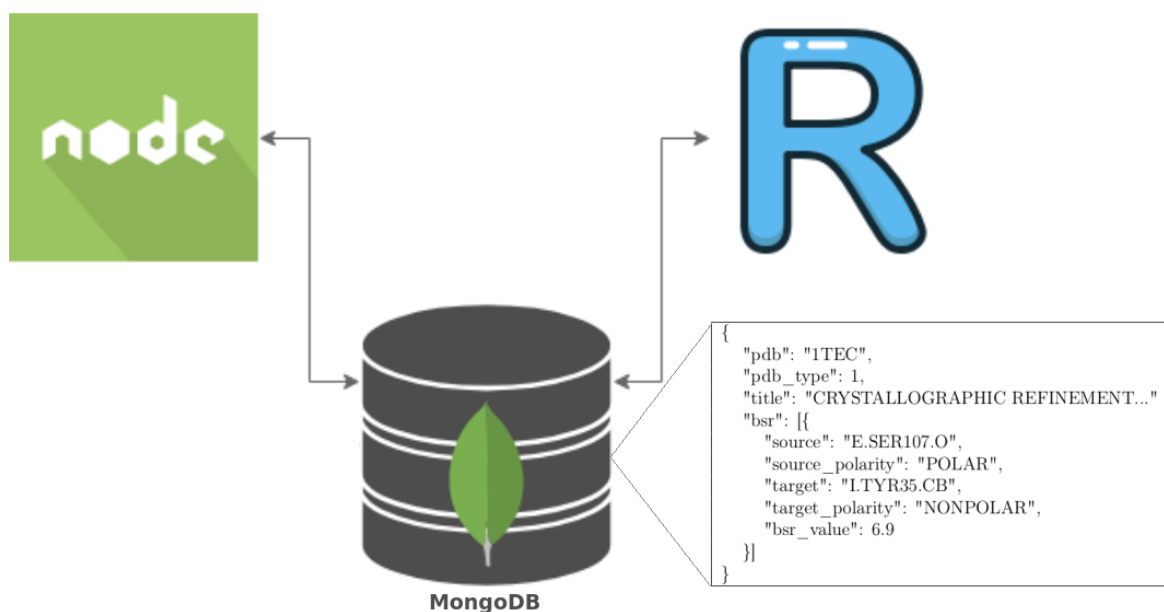 node
R
{
"pdb": "1TEC",
"pdb_type": 1,
"title": "CRYSTALLOGRAPHIC REFINEMENT..."
"bsr": [{
"source": "E.SER107.O",
"source_polarity": "POLAR",
"target": "I.TYR35.CB",
"target_polarity": "NONPOLAR",
"bsr_value": 6.9
}]
}
MongoDB